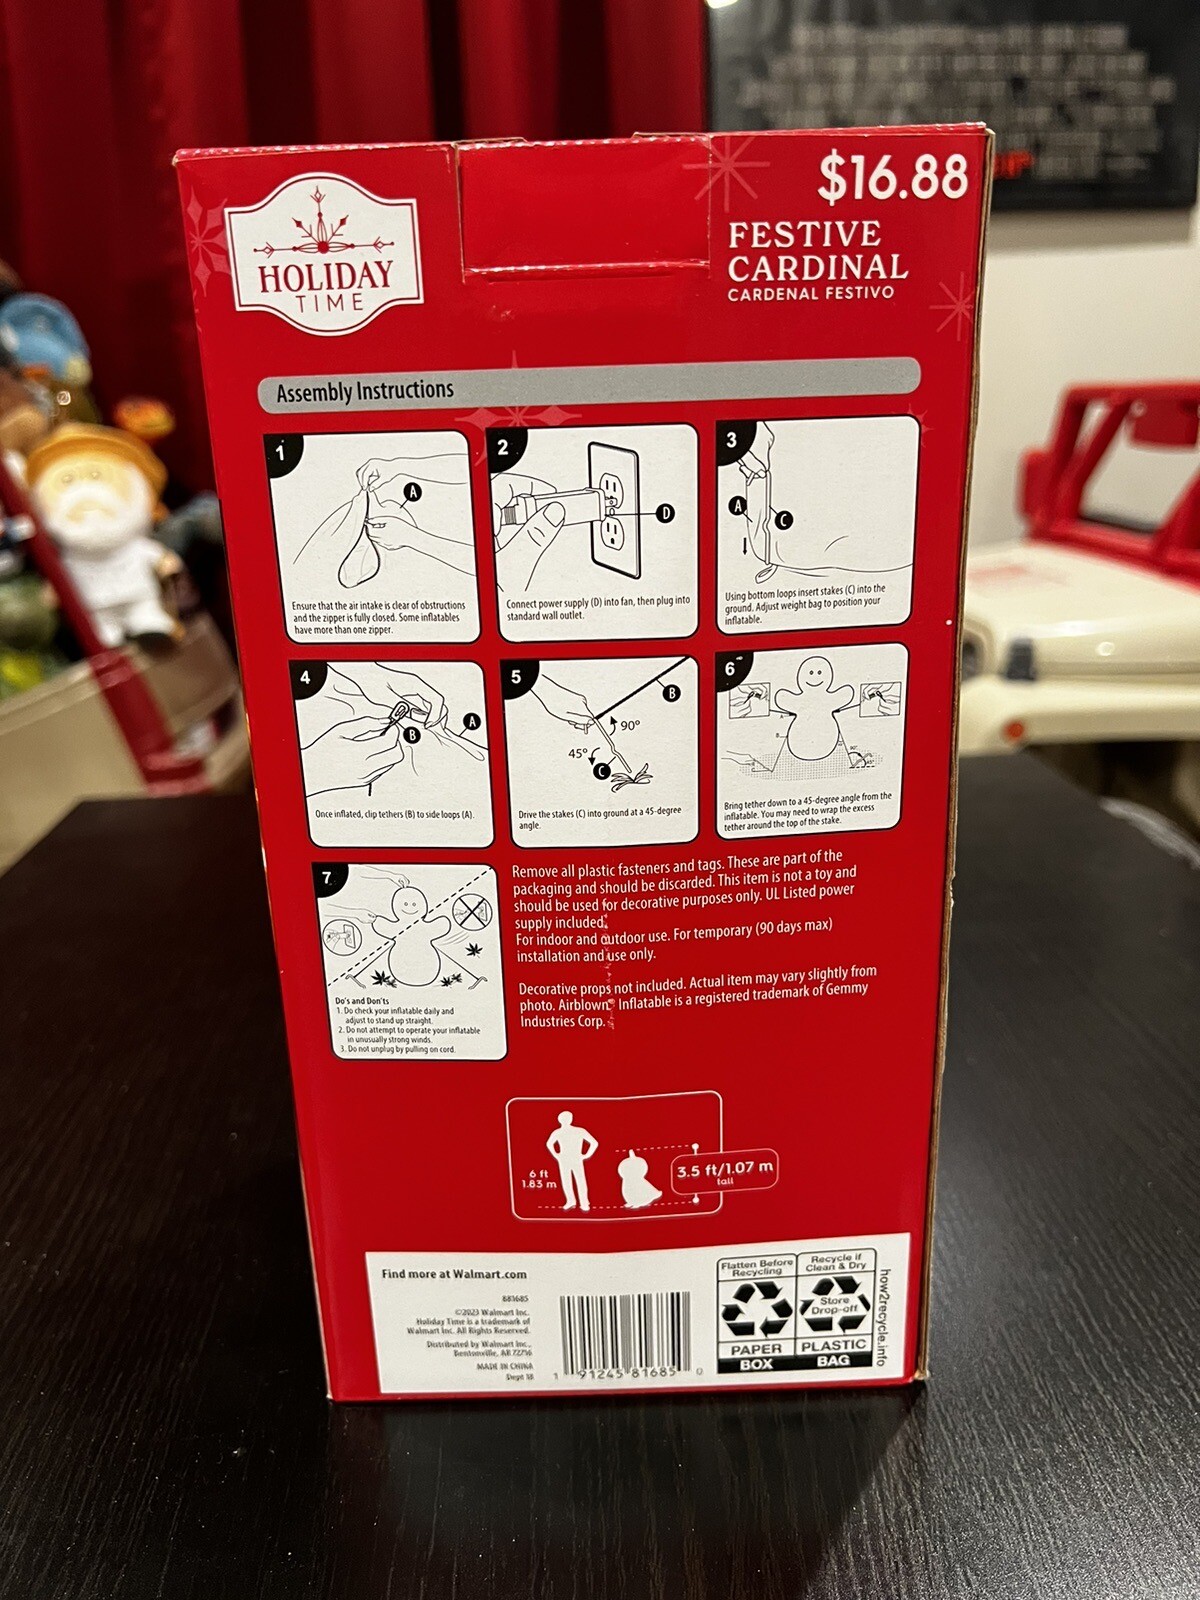 HOLIDAY
TIME
$16.88
FESTIVE
CARDINAL
CARDENAL FESTIVO
Assembly Instructions
1
A
Ensure that the air intake is clear of obstructions
and the zipper is fully closed. Some inflatables
have more than one zipper.
2
D
Connect power supply (D) into fan, then plug into
standard wall outlet.
3
A
C
Using bottom loops insert stakes (C) into the
ground. Adjust weight bag to position your
inflatable.
4
A
B
Once inflated, clip tethers (B) to side loops (A).
5
B
90°
45°
C
Drive the stakes (C) into ground at a 45-degree
angle.
6
A
B
90°
45°
Bring tether down to a 45-degree angle from the
inflatable. You may need to wrap the excess
tether around the top of the stake.
7
Do's and Don'ts
1. Do check your inflatable daily and
adjust to stand up straight.
2. Do not attempt to operate your inflatable
in unusually strong winds.
3. Do not unplug by pulling on cord.
Remove all plastic fasteners and tags. These are part of the
packaging and should be discarded. This item is not a toy and
should be used for decorative purposes only. UL Listed power
supply included.
For indoor and outdoor use. For temporary (90 days max)
installation and use only.
Decorative props not included. Actual item may vary slightly from
photo. Airblown® Inflatable is a registered trademark of Gemmy
Industries Corp.
6 ft
1.83 m
3.5 ft/1.07 m
tall
Find more at Walmart.com
881685
©2023 Walmart Inc.
Holiday Time is a trademark of
Walmart Inc. All Rights Reserved.
Distributed by Walmart Inc.,
Bentonville, AR 72716
MADE IN CHINA
Dept 18
1 91245 81685 0
Flatten Before
Recycling
PAPER
BOX
Recycle if
Clean & Dry
Store
Drop-off
PLASTIC
BAG
how2recycle.info